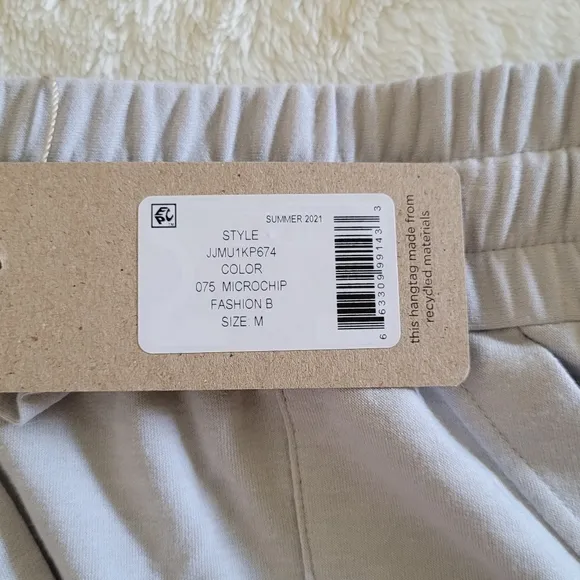 SUMMER 2021
STYLE
JJMU1KP674
COLOR
075 MICROCHIP
FASHION B
SIZE: M
6 63309 99143 3
this hangtag made from
recycled materials